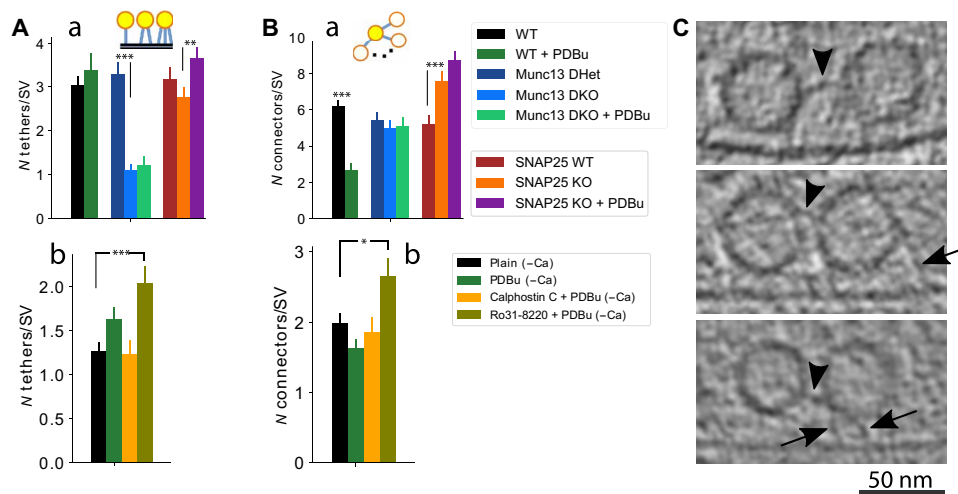 A
a
N tethers/SV
4
3
2
1
0
***
**
B
a
N connectors/SV
10
8
6
4
2
0
***
***
WT
WT + PDBu
Munc13 DHet
Munc13 DKO
Munc13 DKO + PDBu
SNAP25 WT
SNAP25 KO
SNAP25 KO + PDBu
b
N tethers/SV
2.0
1.5
1.0
0.5
0.0
***
b
N connectors/SV
3
2
1
0
*
Plain (−Ca)
PDBu (−Ca)
Calphostin C + PDBu (−Ca)
Ro31-8220 + PDBu (−Ca)
C
50 nm